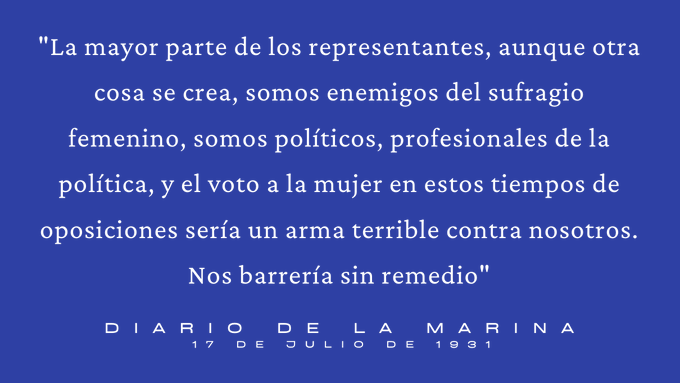 "La mayor parte de los representantes, aunque otra
cosa se crea, somos enemigos del sufragio
femenino, somos políticos, profesionales de la
política, y el voto a la mujer en estos tiempos de
oposiciones sería un arma terrible contra nosotros.
Nos barrería sin remedio"
DIARIO DE LA MARINA
17 DE JULIO DE 1931